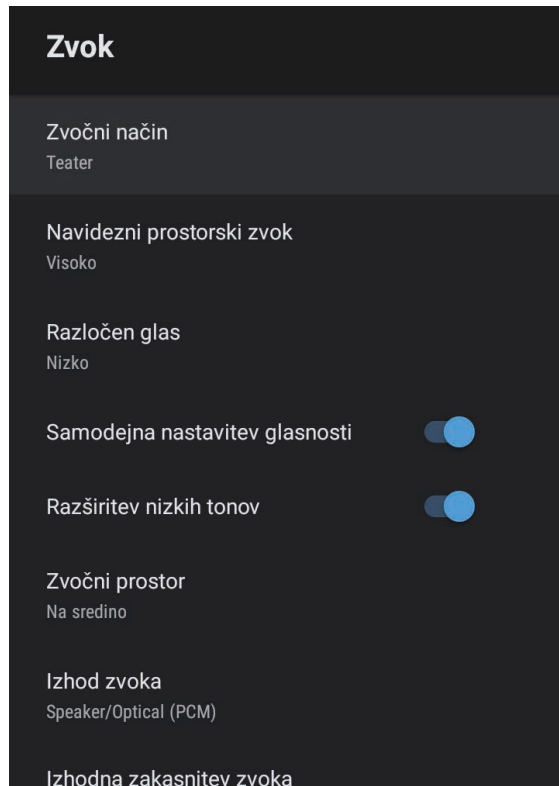 Zvok
Zvočni način
Teater
Navidezni prostorski zvok
Visoko
Razločen glas
Nizko
Samodejna nastavitev glasnosti
Razširitev nizkih tonov
Zvočni prostor
Na sredino
Izhod zvoka
Speaker/Optical (PCM)
Izhodna zakasnitev zvoka